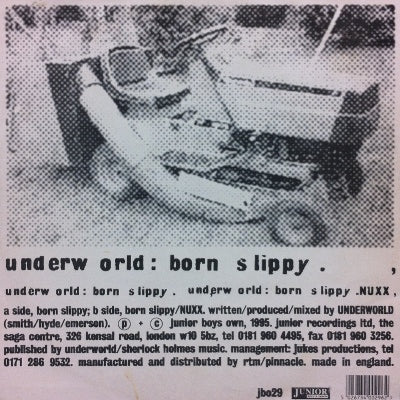 underw orld: born slippy . ,
underw orld: born slippy . underw orld: born slippy .NUXX,
a side, born slippy; b side, born slippy/NUXX. written/produced/mixed by UNDERWORLD
(smith/hyde/emerson). ⓟ + ⓒ junior boys own, 1995. junior recordings ltd, the
saga centre, 326 kensal road, london w10 5bz, tel 0181 960 4495, fax 0181 960 3256.
published by underworld/sherlock holmes music. management: jukes productions, tel
0171 286 9532. manufactured and distributed by rtm/pinnacle. made in england.
jbo29 JUNIOR